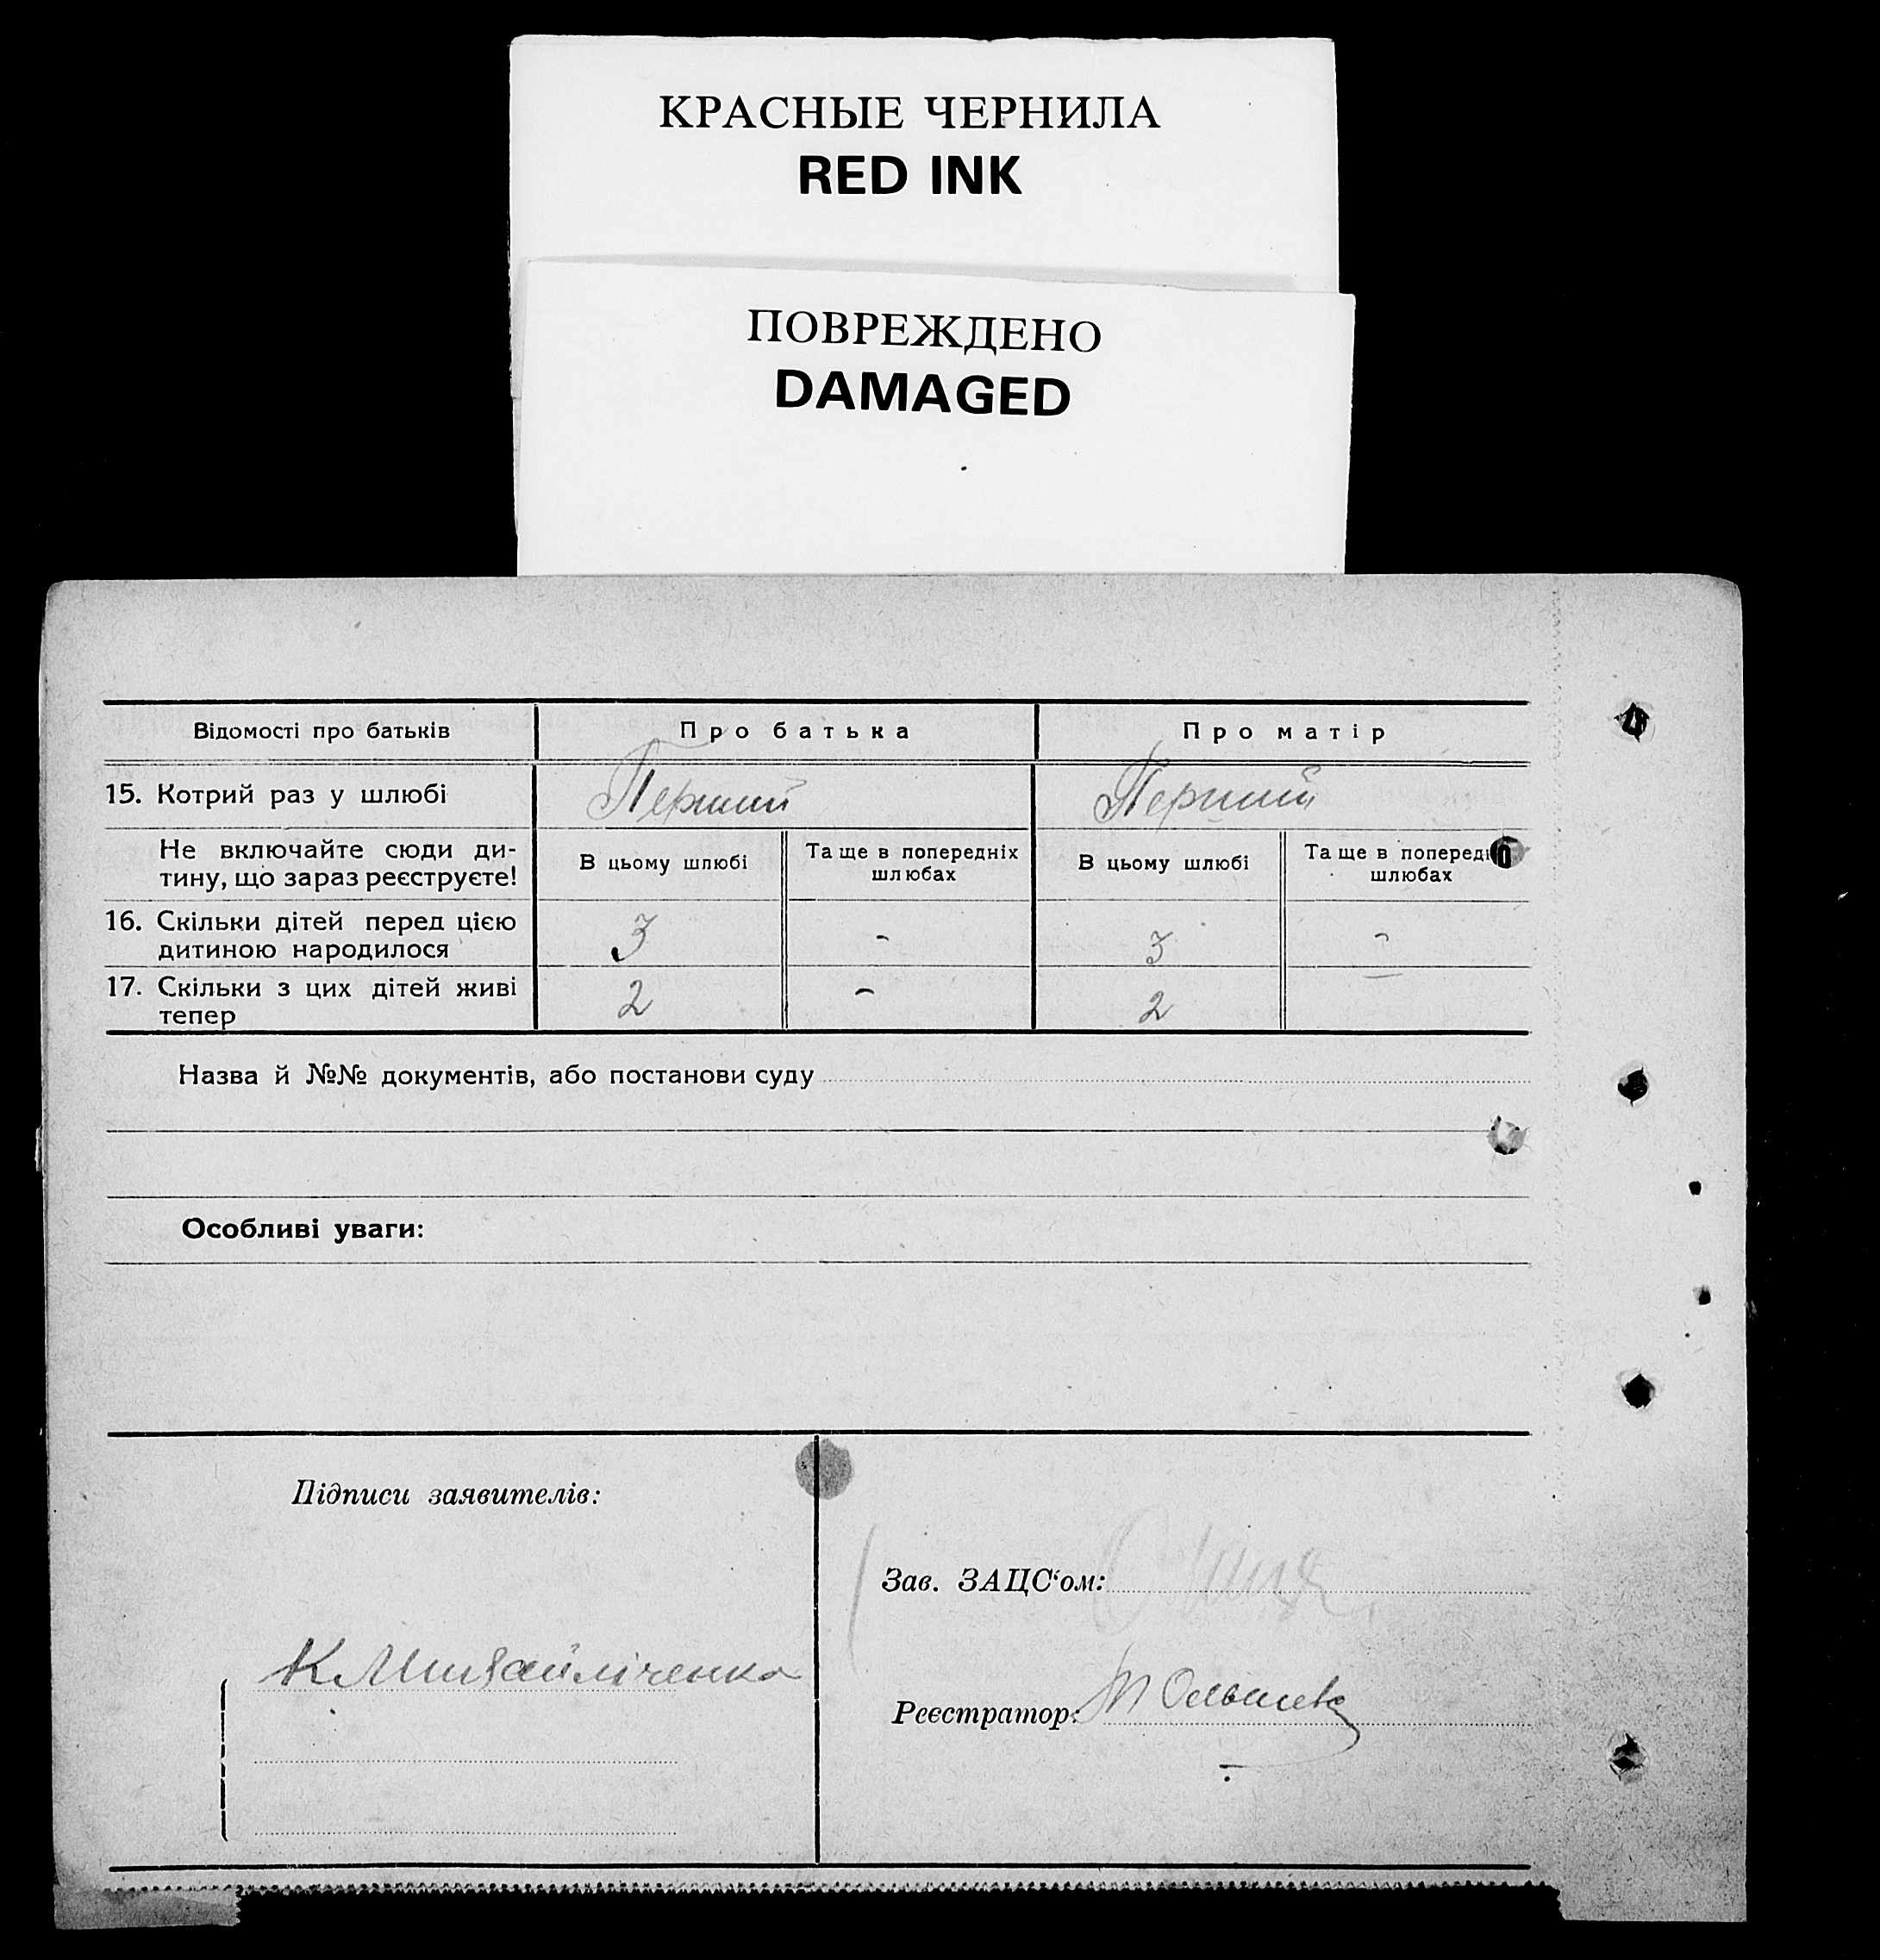 КРАСНЫЕ ЧЕРНИЛА
RED INK
ПОВРЕЖДЕНО
DAMAGED
Відомості про батьків Про батька Про матір
15. Котрий раз у шлюбі Перший Перший
Не включайте сюди ди-
тину, що зараз реєструєте!
В цьому шлюбі
Та ще в попередніх
шлюбах
В цьому шлюбі
Та ще в попередн
шлюбах
16. Скільки дітей перед цією
дитиною народилося
3 - 3 -
17. Скільки з цих дітей живі
тепер
2 - 2
Назва й №№ документів, або постанови суду
Особливі уваги:
Підписи заявителів:
К Михайліченко
Зав. ЗАЦС‘ом:
Реєстратор: